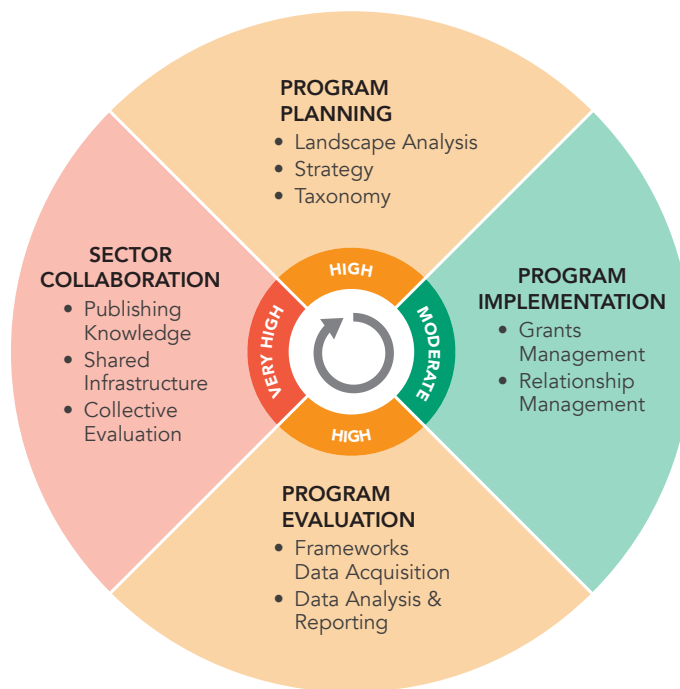 PROGRAM
PLANNING
• Landscape Analysis
• Strategy
• Taxonomy
SECTOR
COLLABORATION
• Publishing
Knowledge
• Shared
Infrastructure
• Collective
Evaluation
HIGH
VERY HIGH
MODERATE
HIGH
PROGRAM
IMPLEMENTATION
• Grants
Management
• Relationship
Management
PROGRAM
EVALUATION
• Frameworks
Data Acquisition
• Data Analysis &
Reporting